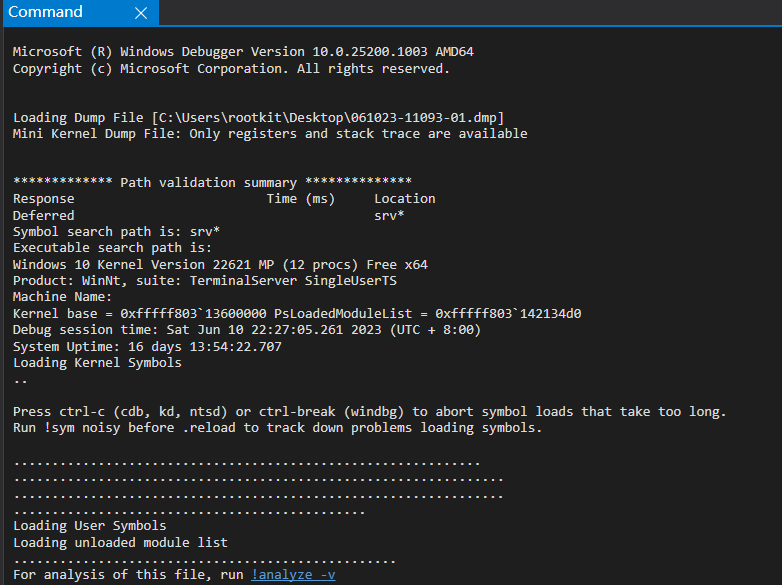 Command
Microsoft (R) Windows Debugger Version 10.0.25200.1003 AMD64
Copyright (c) Microsoft Corporation. All rights reserved.
Loading Dump File [C:\Users\rootkit\Desktop\061023-11093-01.dmp]
Mini Kernel Dump File: Only registers and stack trace are available
************* Path validation summary **************
Response                         Time (ms)     Location
Deferred                                       srv*
Symbol search path is: srv*
Executable search path is:
Windows 10 Kernel Version 22621 MP (12 procs) Free x64
Product: WinNt, suite: TerminalServer SingleUserTS
Machine Name:
Kernel base = 0xfffff803`13600000 PsLoadedModuleList = 0xfffff803`142134d0
Debug session time: Sat Jun 10 22:27:05.261 2023 (UTC + 8:00)
System Uptime: 16 days 13:54:22.707
Loading Kernel Symbols
..
Press ctrl-c (cdb, kd, ntsd) or ctrl-break (windbg) to abort symbol loads that take too long.
Run !sym noisy before .reload to track down problems loading symbols.
.............................................................
................................................................
................................................................
..............................................
Loading User Symbols
Loading unloaded module list
..................................................
For analysis of this file, run !analyze -v